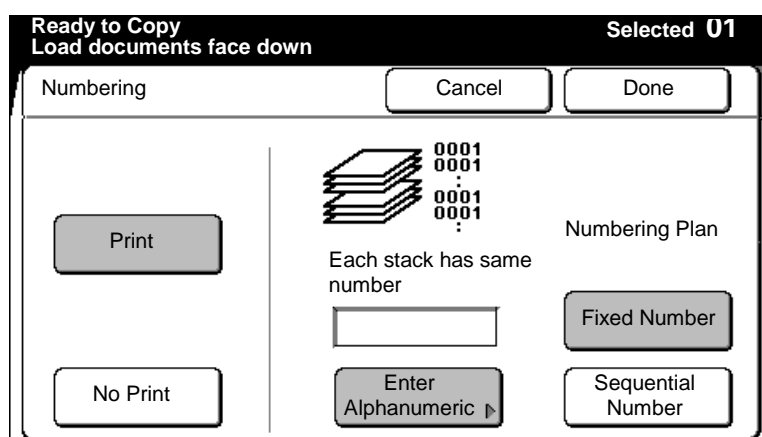 Ready to Copy
Selected 01
Load documents face down
Numbering
Cancel
Done
0001
0001
:
0001
0001
:
Print
Each stack has same
number
Numbering Plan
Fixed Number
No Print
Enter
Alphanumeric
Sequential
Number